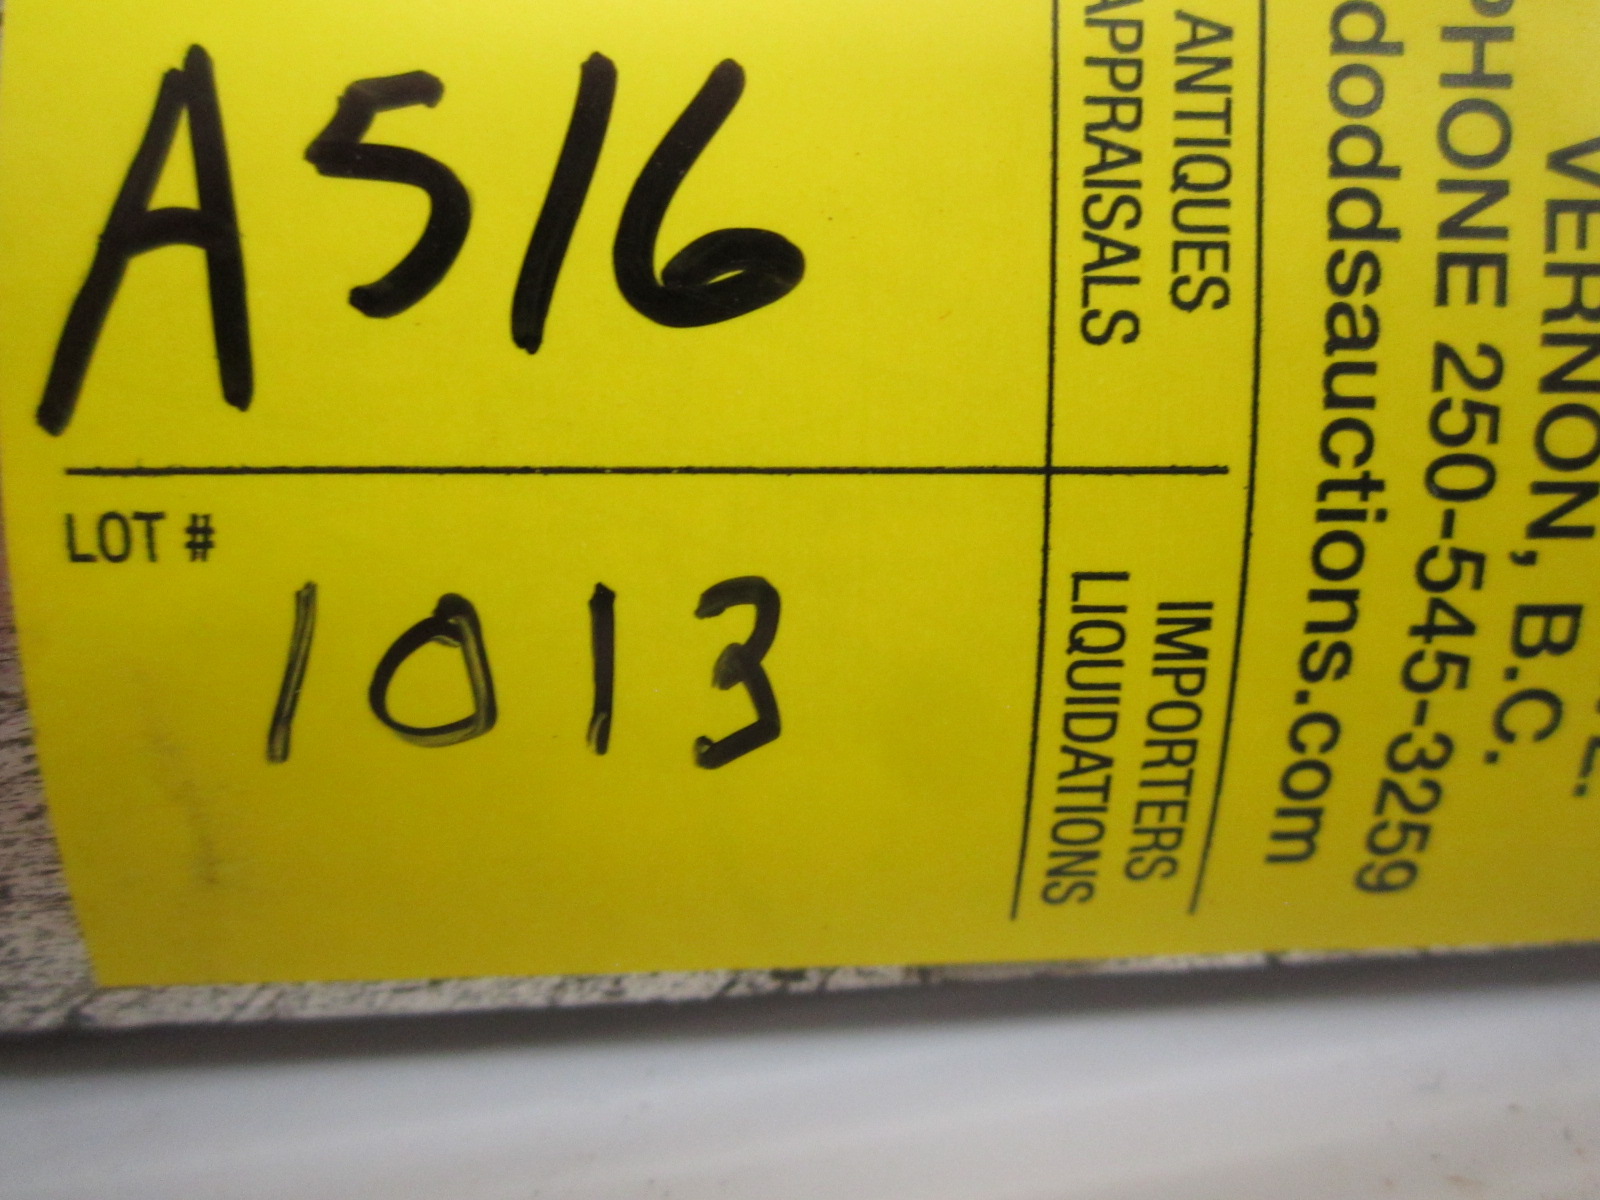 A516
LOT #
1013
ANTIQUES
APPRAISALS
IMPORTERS
LIQUIDATIONS
VERNON, B.C.
PHONE 250-545-3259
doddsauctions.com